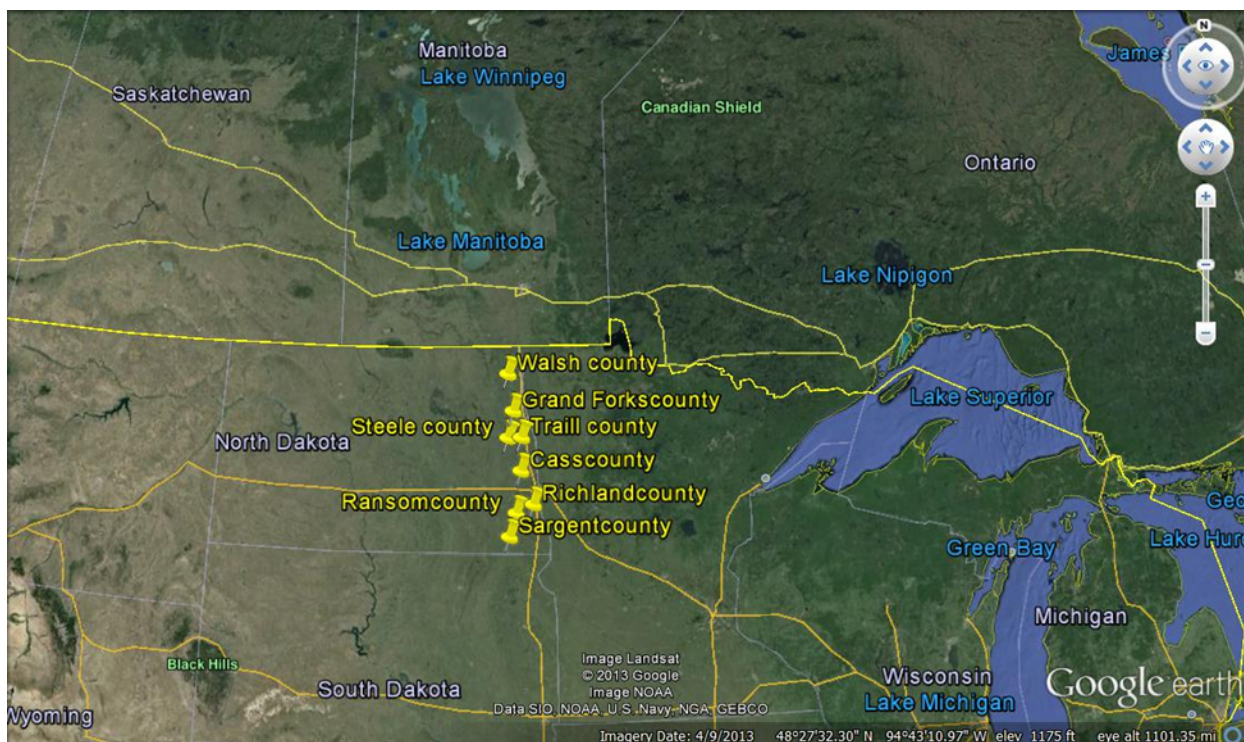 Manitoba
Lake Winnipeg
James
Saskatchewan
Canadian Shield
Ontario
N
Lake Manitoba
Lake Nipigon
Walsh county
Grand Forkscounty
Steele county
Traill county
Lake Superior
North Dakota
Casscounty
Ransomcounty
Richlandcounty
Sargentcounty
Geo
Green Bay
Lake Huro
Michigan
Black Hills
Image Landsat
© 2013 Google
Image NOAA
Data SIO, NOAA, U.S. Navy, NGA, GEBCO
South Dakota
Wisconsin
Lake Michigan
Google earth
Wyoming
Imagery Date: 4/9/2013 48°27'32.30" N 94°43'10.97" W elev 1175 ft eye alt 1101.35 mi